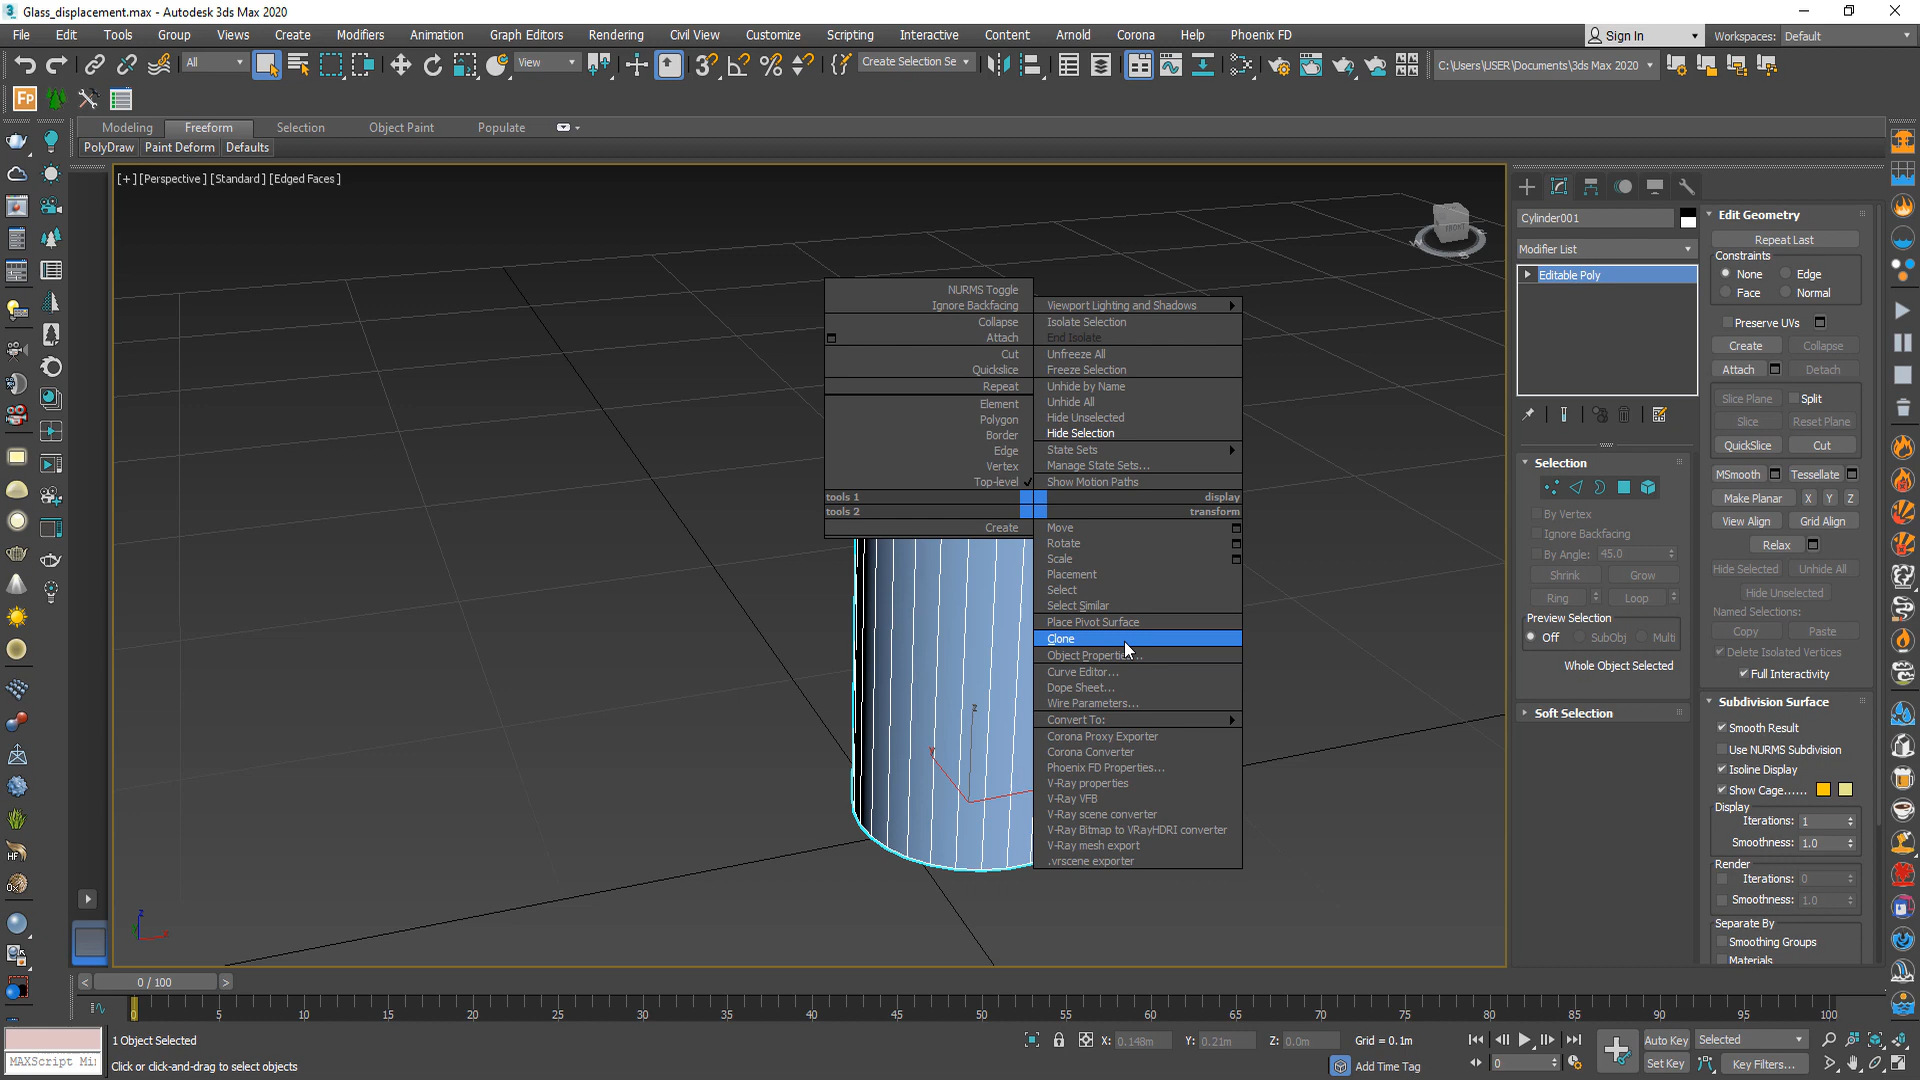 Glass_displacement.max - Autodesk 3ds Max 2020
File Edit Tools Group Views Create Modifiers Animation Graph Editors Rendering Civil View Customize Scripting Interactive Content Arnold Corona Help Phoenix FD Sign In Workspaces: Default
All View Create Selection Se C:\Users\USER\Documents\3ds Max 2020
Modeling Freeform Selection Object Paint Populate
PolyDraw Paint Deform Defaults
[+] [Perspective] [Standard] [Edged Faces]
FRONT
NURMS Toggle
Ignore Backfacing
Collapse
Attach
Cut
Quickslice
Repeat
Element
Polygon
Border
Edge
Vertex
Top-level
tools 1
tools 2
Create
Viewport Lighting and Shadows
Isolate Selection
End Isolate
Unfreeze All
Freeze Selection
Unhide by Name
Unhide All
Hide Unselected
Hide Selection
State Sets
Manage State Sets...
Show Motion Paths
display
transform
Move
Rotate
Scale
Placement
Select
Select Similar
Place Pivot Surface
Clone
Object Properti
Curve Editor...
Dope Sheet...
Wire Parameters...
Convert To:
Corona Proxy Exporter
Corona Converter
Phoenix FD Properties...
V-Ray properties
V-Ray VFB
V-Ray scene converter
V-Ray Bitmap to VRayHDRI converter
V-Ray mesh export
.vrscene exporter
z
y
z
x
Cylinder001
Modifier List
Editable Poly
Selection
By Vertex
Ignore Backfacing
By Angle: 45.0
Shrink Grow
Ring Loop
Preview Selection
Off SubObj Multi
Whole Object Selected
Soft Selection
Edit Geometry
Repeat Last
Constraints
None Edge
Face Normal
Preserve UVs
Create Collapse
Attach Detach
Slice Plane Split
Slice Reset Plane
QuickSlice Cut
MSmooth Tessellate
Make Planar X Y Z
View Align Grid Align
Relax
Hide Selected Unhide All
Hide Unselected
Named Selections:
Copy Paste
Delete Isolated Vertices
Full Interactivity
Subdivision Surface
Smooth Result
Use NURMS Subdivision
Isoline Display
Show Cage......
Display
Iterations: 1
Smoothness: 1.0
Render
Iterations: 0
Smoothness: 1.0
Separate By
Smoothing Groups
Materials
< 0 / 100 >
0 5 10 15 20 25 30 35 40 45 50 55 60 65 70 75 80 85 90 95 100
1 Object Selected X: 0.148m Y: 0.21m Z: 0.0m Grid = 0.1m Auto Key Selected
MAXScript Mi Click or click-and-drag to select objects Add Time Tag 0 Set Key Key Filters...